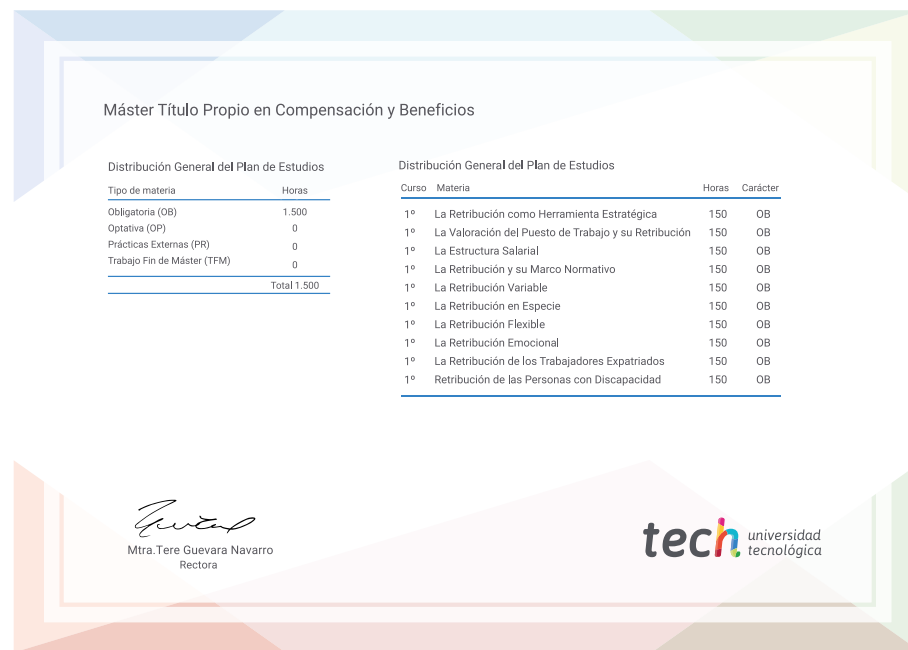 Máster Título Propio en Compensación y Beneficios
Distribución General del Plan de Estudios
Tipo de materia Horas
Obligatoria (OB) 1.500
Optativa (OP) 0
Prácticas Externas (PR) 0
Trabajo Fin de Máster (TFM) 0
Total 1.500
Distribución General del Plan de Estudios
Curso Materia Horas Carácter
1º La Retribución como Herramienta Estratégica 150 OB
1º La Valoración del Puesto de Trabajo y su Retribución 150 OB
1º La Estructura Salarial 150 OB
1º La Retribución y su Marco Normativo 150 OB
1º La Retribución Variable 150 OB
1º La Retribución en Especie 150 OB
1º La Retribución Flexible 150 OB
1º La Retribución Emocional 150 OB
1º La Retribución de los Trabajadores Expatriados 150 OB
1º Retribución de las Personas con Discapacidad 150 OB
Mtra.Tere Guevara Navarro
Rectora
tech universidad
tecnológica